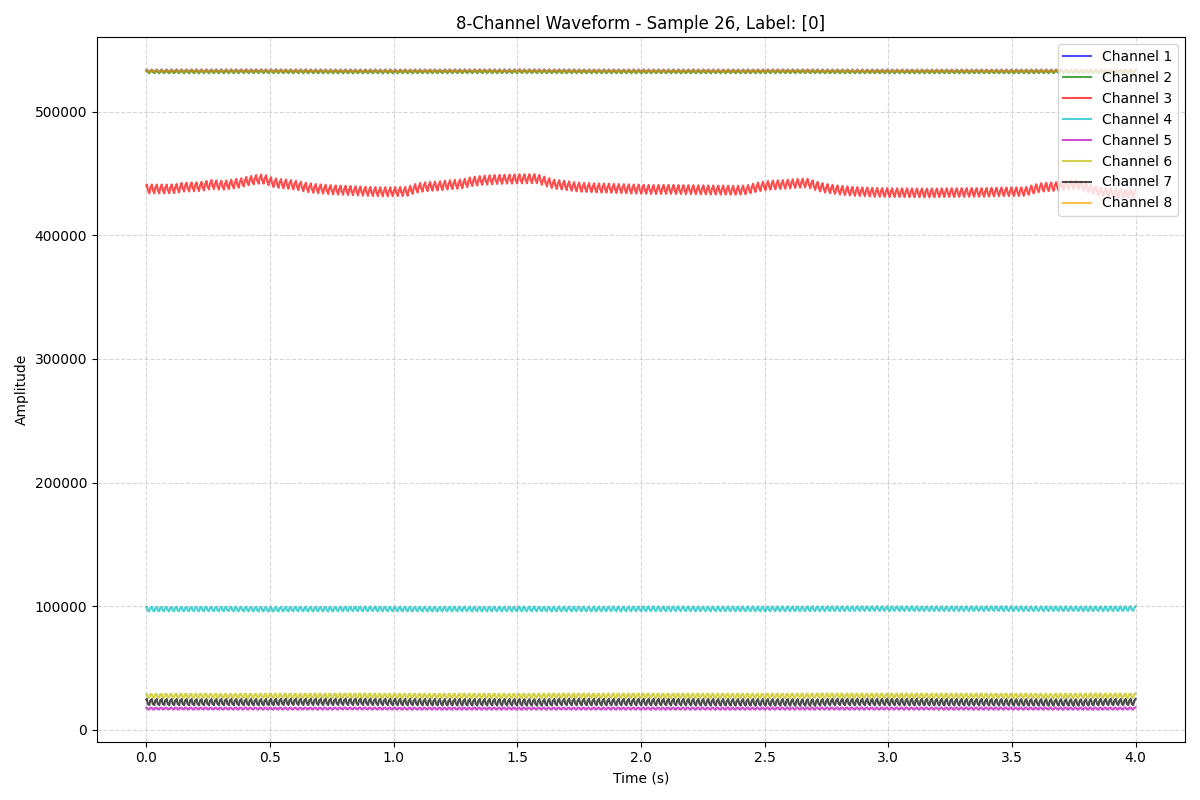 8-Channel Waveform - Sample 26, Label: [0]
Channel 1
Channel 2
Channel 3
Channel 4
Channel 5
Channel 6
Channel 7
Channel 8
500000
400000
300000
200000
100000
0
Amplitude
0.0 0.5 1.0 1.5 2.0 2.5 3.0 3.5 4.0
Time (s)